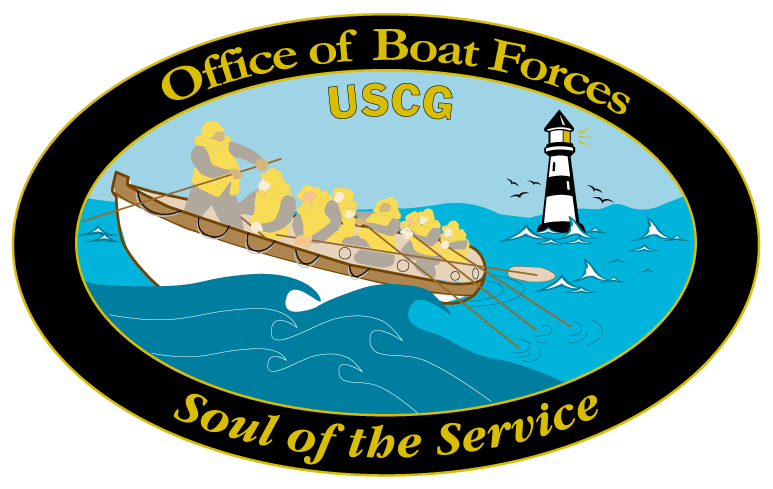 Office of Boat Forces
USCG
Soul of the Service